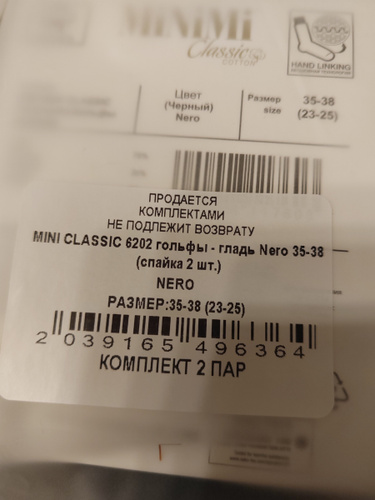 MINIMI
Classic
COTTON
HAND LINKING
Цвет
(Черный)
Nero
Размер
size
35-38
(23-25)
ПРОДАЕТСЯ
КОМПЛЕКТАМИ
НЕ ПОДЛЕЖИТ ВОЗВРАТУ
MINI CLASSIC 6202 гольфы - гладь Nero 35-38
(спайка 2 шт.)
NERO
РАЗМЕР:35-38 (23-25)
2 039165 496364
КОМПЛЕКТ 2 ПАР